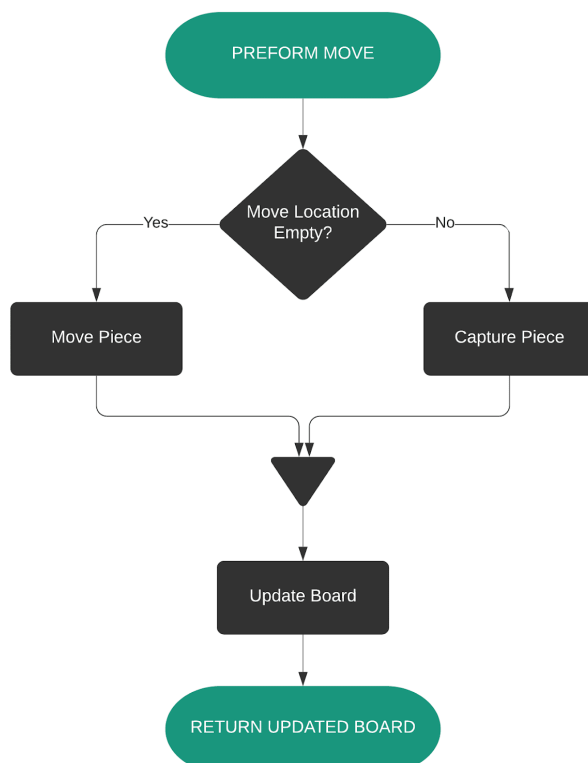 PREFORM MOVE
Move Location
Empty?
Yes
No
Move Piece
Capture Piece
Update Board
RETURN UPDATED BOARD